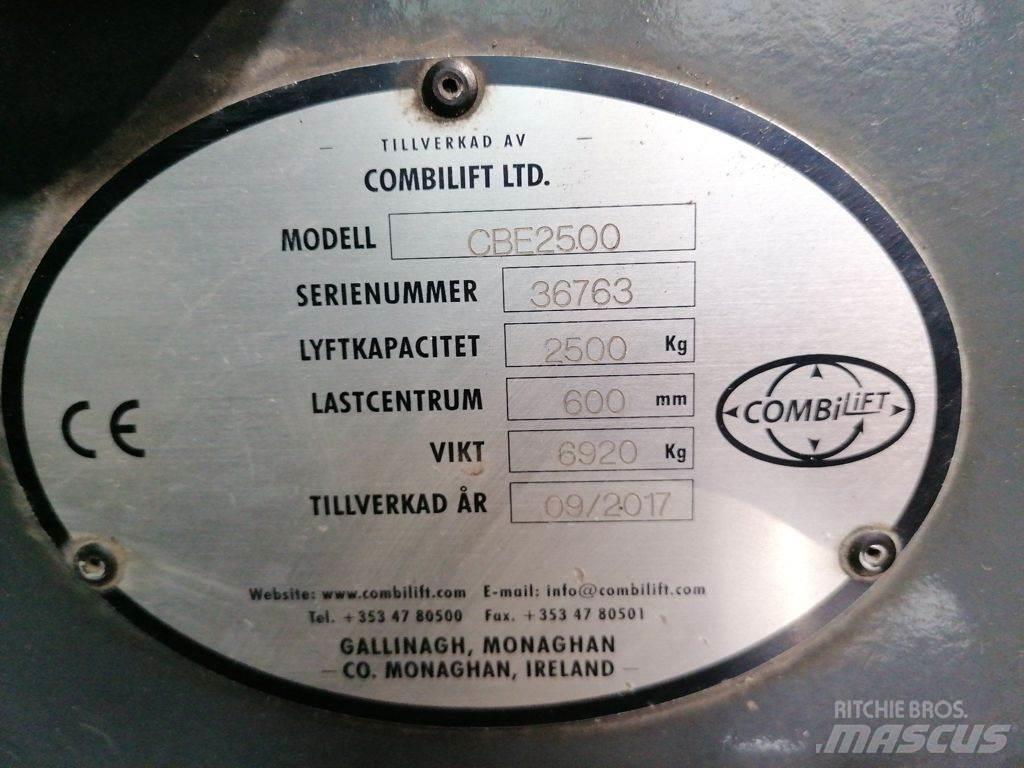 TILLVERKAD AV
COMBILIFT LTD.
MODELL CBE2500
SERIENUMMER 36763
LYFTKAPACITET 2500 Kg
LASTCENTRUM 600 mm
CE
COMBiLiFT
VIKT 6920 Kg
TILLVERKAD ÅR 09/2017
Website: www.combilift.com E-mail: info@combilift.com
Tel. +353 47 80500 Fax. +353 47 80501
GALLINAGH, MONAGHAN
CO. MONAGHAN, IRELAND
RITCHIE BROS.
MASCUS